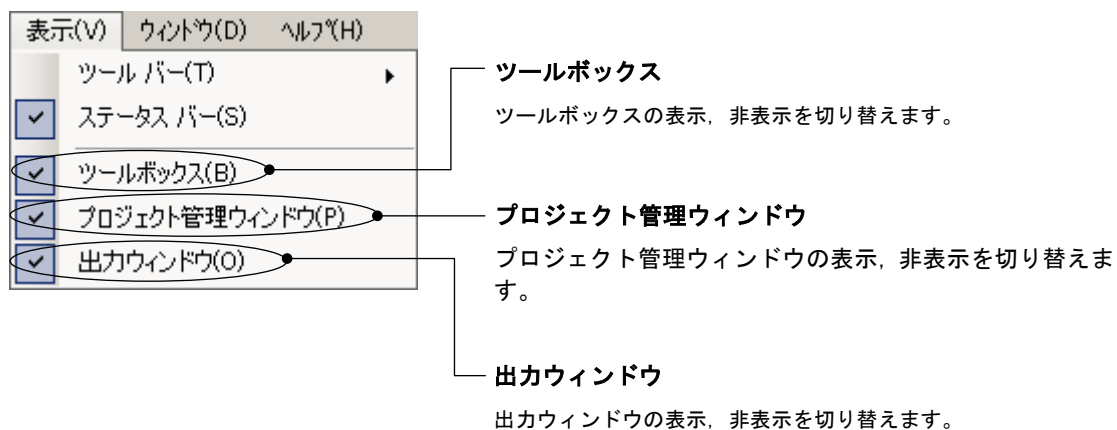 表示(V) ウィンドウ(D) ヘルプ(H)
ツール バー(T)
ステータス バー(S)
ツールボックス(B)
プロジェクト管理ウィンドウ(P)
出力ウィンドウ(O)
ツールボックス
ツールボックスの表示，非表示を切り替えます。
プロジェクト管理ウィンドウ
プロジェクト管理ウィンドウの表示，非表示を切り替えま
す。
出力ウィンドウ
出力ウィンドウの表示，非表示を切り替えます。